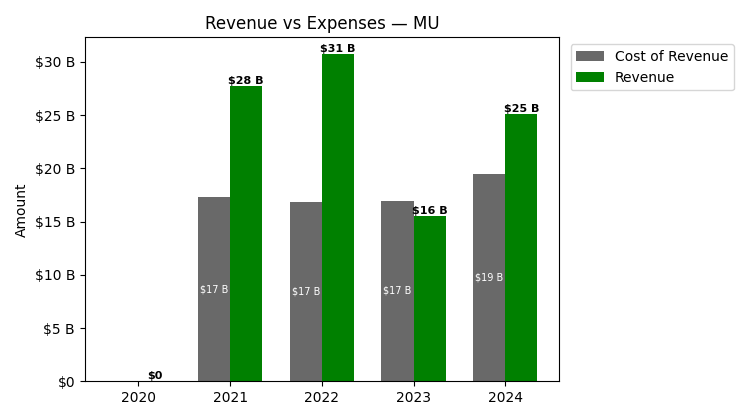 Revenue vs Expenses — MU
Cost of Revenue
Revenue
Amount
$30 B
$25 B
$20 B
$15 B
$10 B
$5 B
$0
$0
$28 B
$31 B
$16 B
$25 B
$17 B
$17 B
$17 B
$19 B
2020
2021
2022
2023
2024